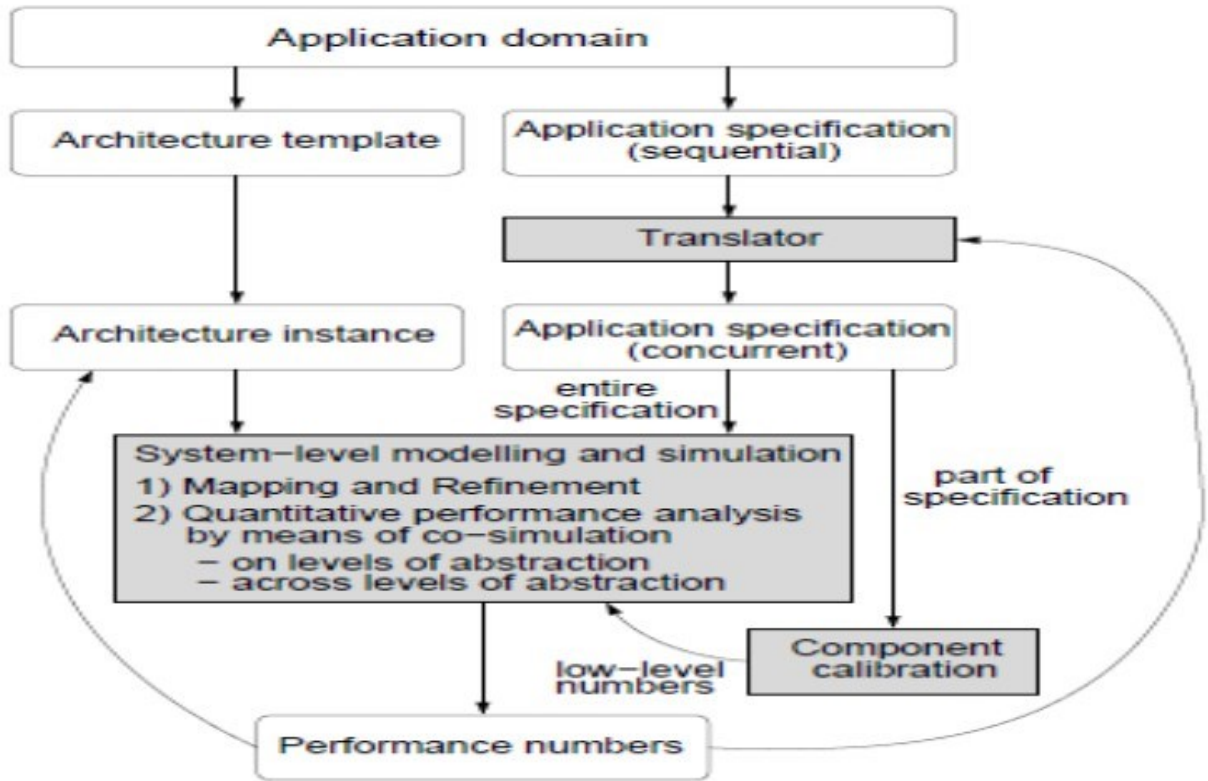 Application domain
Architecture template
Application specification
(sequential)
Translator
Architecture instance
Application specification
(concurrent)
entire
specification
System-level modelling and simulation
1) Mapping and Refinement
2) Quantitative performance analysis
by means of co-simulation
- on levels of abstraction
- across levels of abstraction
part of
specification
Component
calibration
low-level
numbers
Performance numbers